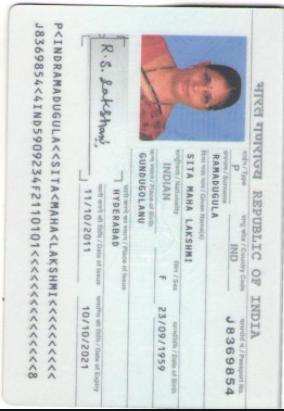 भारत गणराज्य REPUBLIC OF INDIA
टाईप / Type
P
राष्ट्र कोड / Country Code
IND
पासपोर्ट नं. / Passport No.
J8369854
उपनाम / Surname
RAMADUGULA
दिया गया नाम / Given Name(s)
SITA MAHA LAKSHMI
राष्ट्रीयता / Nationality
INDIAN
लिंग / Sex
F
जन्मतिथि / Date of Birth
23/09/1959
जन्म स्थान / Place of Birth
GUNDUGOLANU
जारी करने का स्थान / Place of Issue
HYDERABAD
जारी करने की तिथि / Date of Issue
11/10/2011
समाप्ति की तिथि / Date of Expiry
10/10/2021
R.S. Lakshmi
P<INDRAMADUGULA<<SITA<MAHA<LAKSHMI<<<<<<<<<<
J8369854<4IND5909234F2110101<<<<<<<<<<<<<<<8